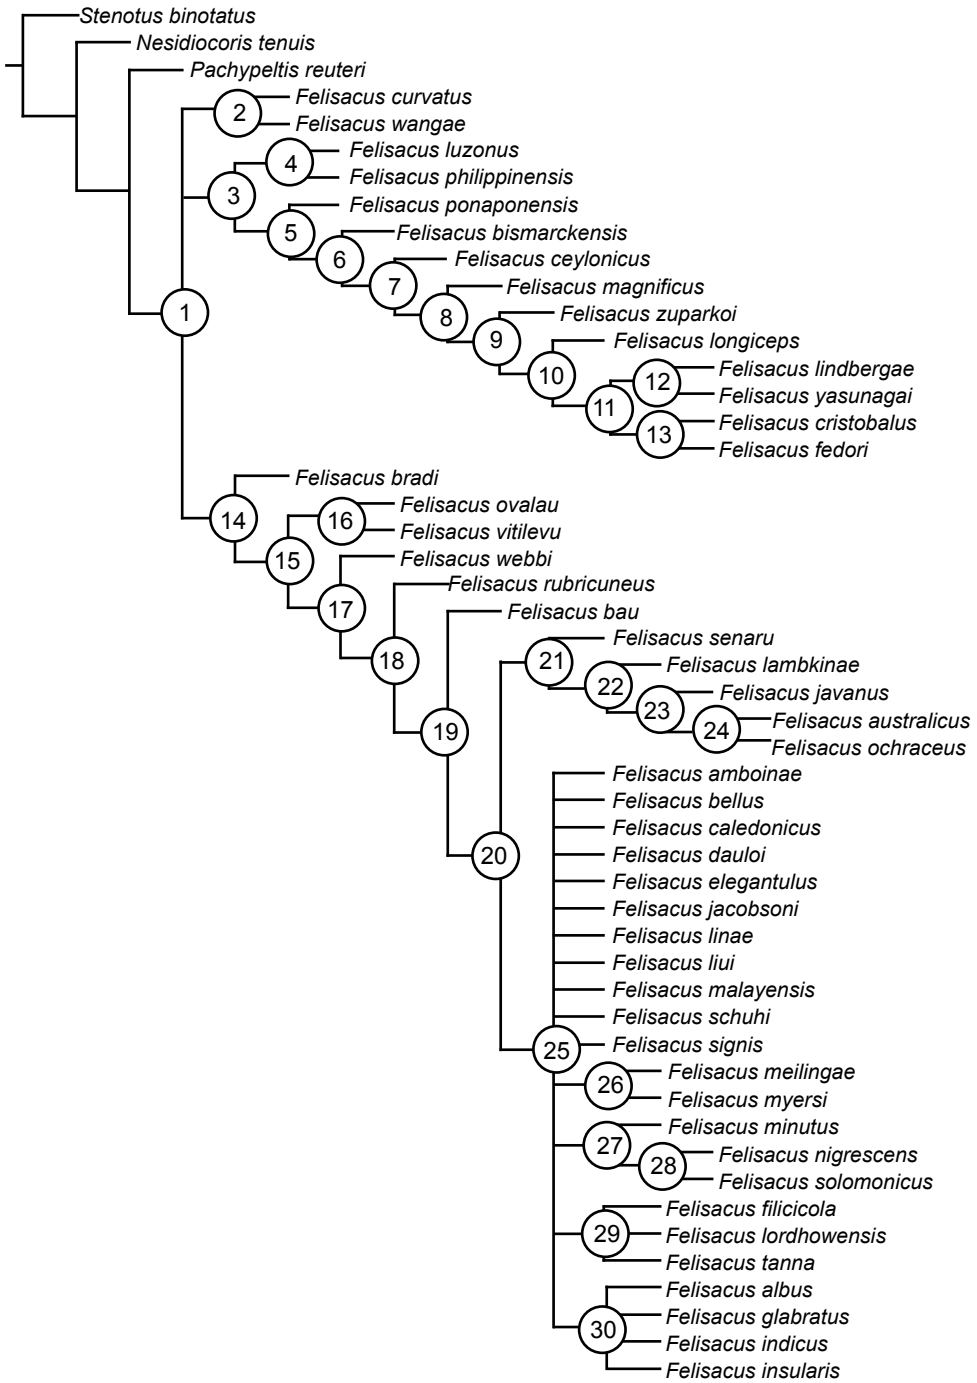 Stenotus binotatus
Nesidiocoris tenuis
Pachypeltis reuteri
Felisacus curvatus
2
Felisacus wangae
Felisacus luzonus
4
Felisacus philippinensis
3
Felisacus ponaponensis
5
Felisacus bismarckensis
6
Felisacus ceylonicus
7
Felisacus magnificus
8
Felisacus zuparkoi
1
9
Felisacus longiceps
10
Felisacus lindbergae
12
Felisacus yasunagai
11
Felisacus cristobalus
13
Felisacus fedori
Felisacus bradi
14
Felisacus ovalau
16
Felisacus vitilevu
15
Felisacus webbi
17
Felisacus rubricuneus
18
Felisacus bau
Felisacus senaru
21
Felisacus lambkinae
22
Felisacus javanus
23
Felisacus australicus
24
19
Felisacus ochraceus
Felisacus amboinae
Felisacus bellus
Felisacus caledonicus
20
Felisacus dauloi
Felisacus elegantulus
Felisacus jacobsoni
Felisacus linae
Felisacus liui
Felisacus malayensis
Felisacus schuhi
Felisacus signis
25
Felisacus meilingae
26
Felisacus myersi
Felisacus minutus
27
Felisacus nigrescens
28
Felisacus solomonicus
Felisacus filicicola
29
Felisacus lordhowensis
Felisacus tanna
Felisacus albus
Felisacus glabratus
30
Felisacus indicus
Felisacus insularis